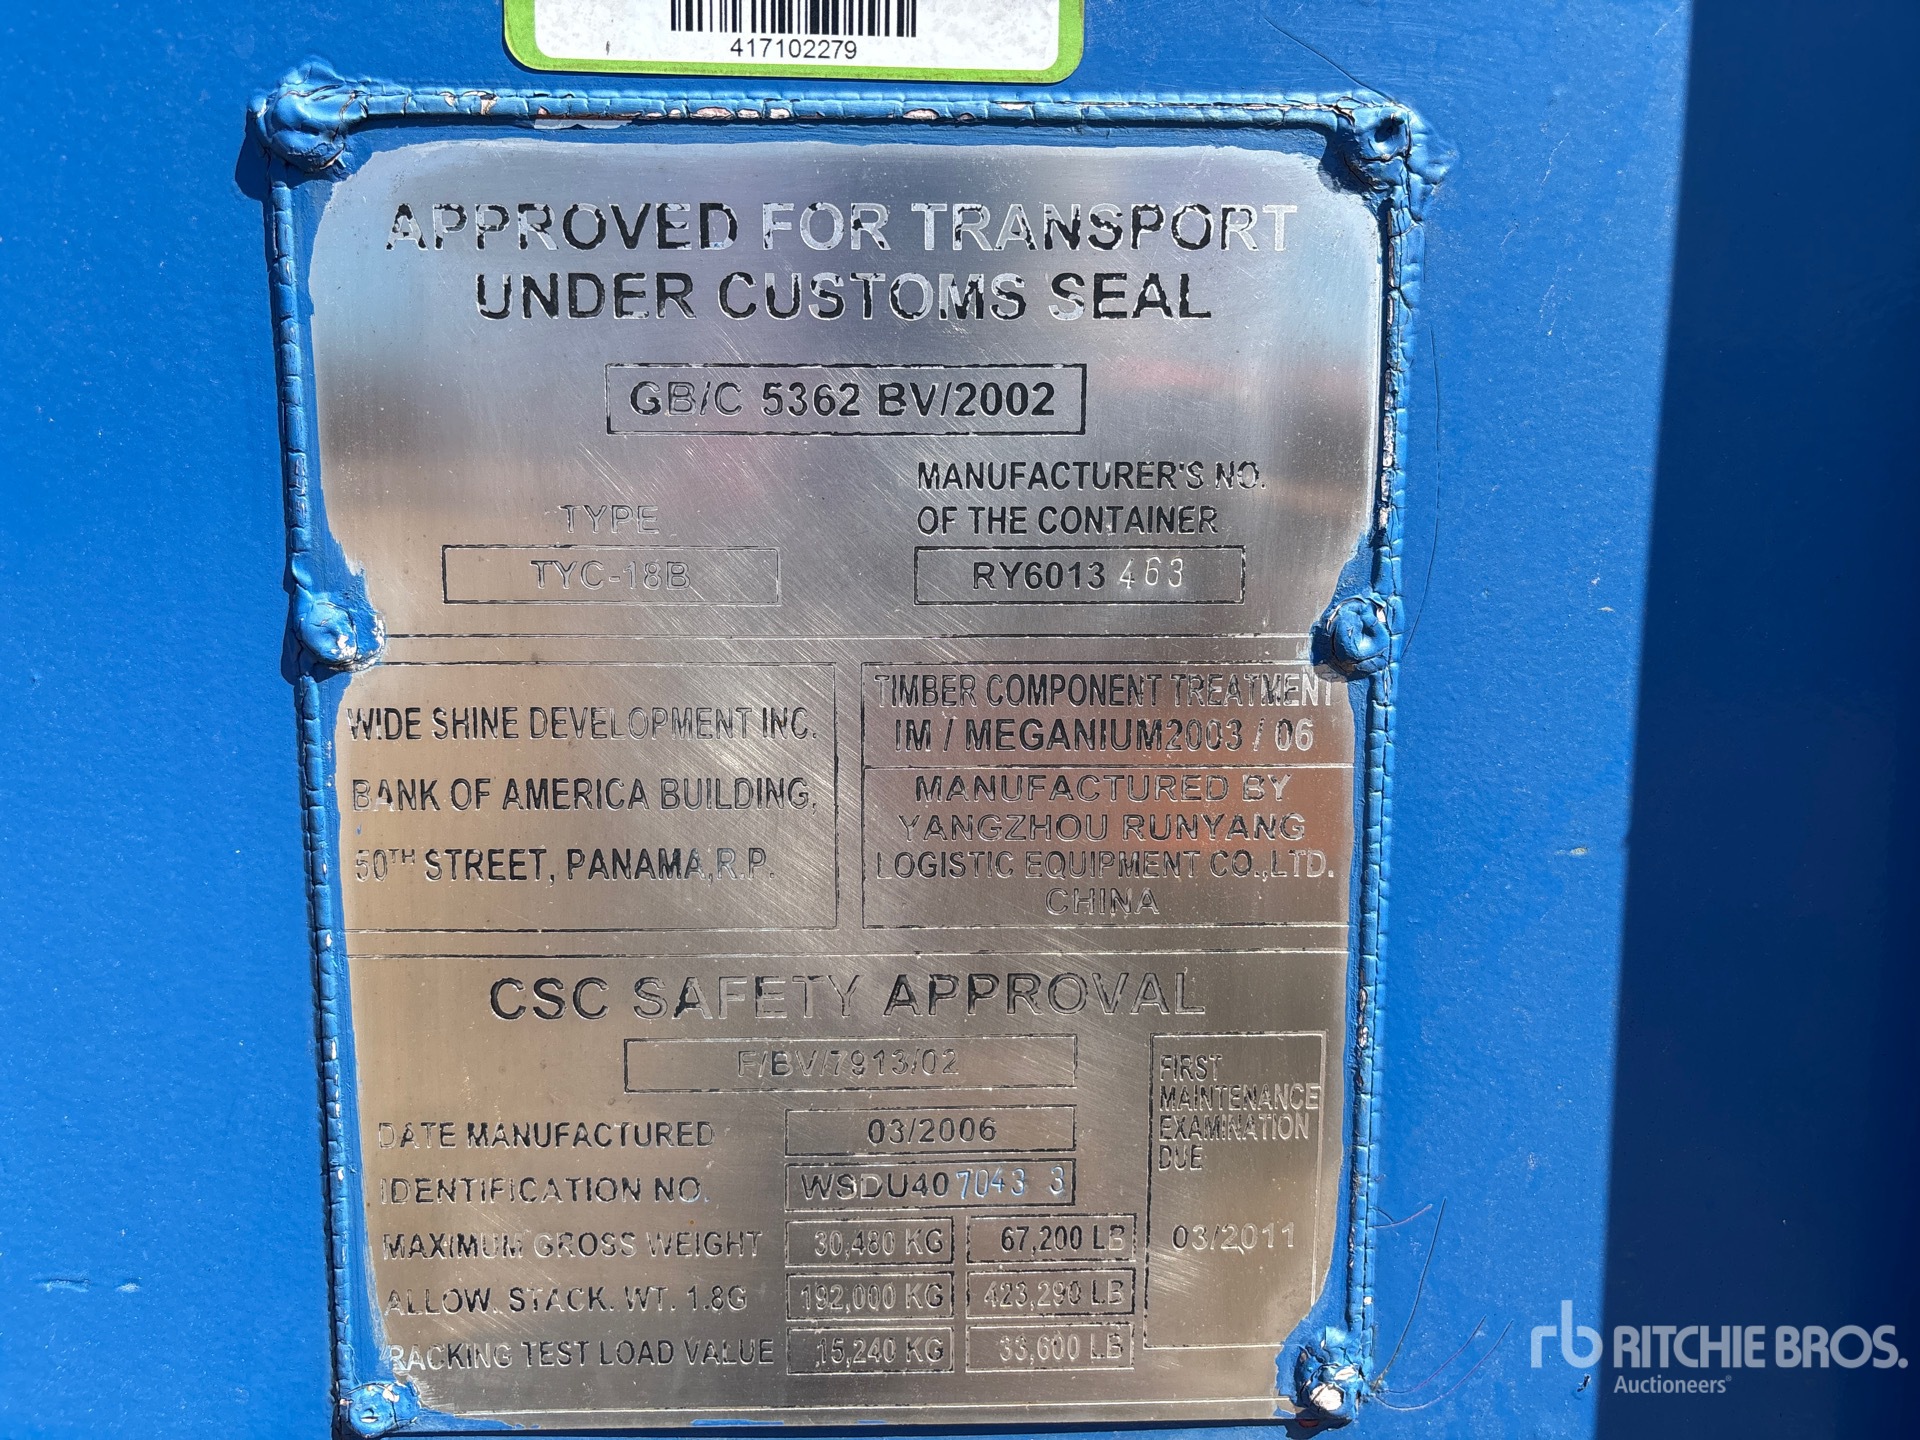 417102279
APPROVED FOR TRANSPORT
UNDER CUSTOMS SEAL
GB/C 5362 BV/2002
TYPE
TYC-18B
MANUFACTURER'S NO.
OF THE CONTAINER
RY6013463
WIDE SHINE DEVELOPMENT INC.
BANK OF AMERICA BUILDING,
50TH STREET, PANAMA,R.P.
TIMBER COMPONENT TREATMENT
IM / MEGANIUM2003 / 06
MANUFACTURED BY
YANGZHOU RUNYANG
LOGISTIC EQUIPMENT CO.,LTD.
CHINA
CSC SAFETY APPROVAL
F/BV/7913/02
DATE MANUFACTURED 03/2006
IDENTIFICATION NO. WSDU407043 3
MAXIMUM GROSS WEIGHT 30,480 KG 67,200 LB
ALLOW. STACK. WT. 1.8G 192,000 KG 423,290 LB
RACKING TEST LOAD VALUE 15,240 KG 33,600 LB
FIRST
MAINTENANCE
EXAMINATION
DUE
03/2011
rb RITCHIE BROS.
Auctioneers